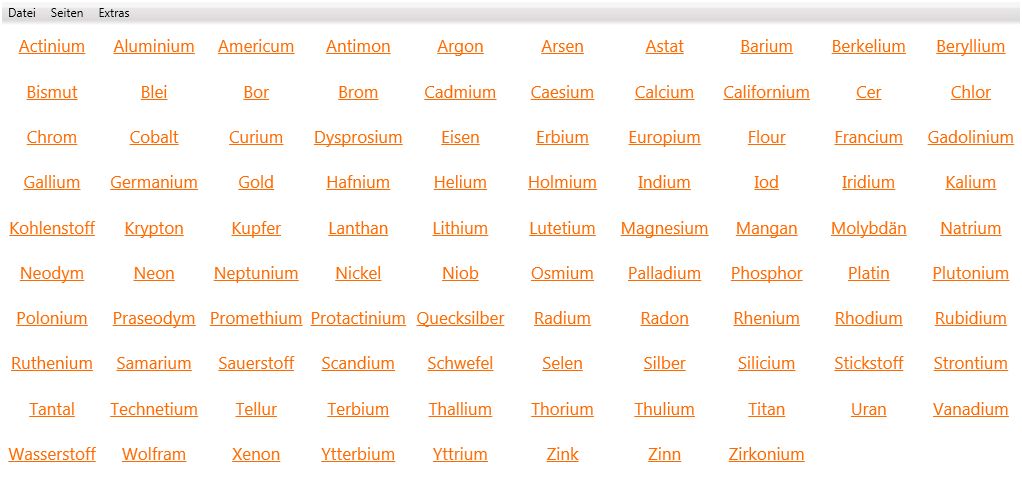 Datei Seiten Extras
Actinium Aluminium Americum Antimon Argon Arsen Astat Barium Berkelium Beryllium
Bismut Blei Bor Brom Cadmium Caesium Calcium Californium Cer Chlor
Chrom Cobalt Curium Dysprosium Eisen Erbium Europium Flour Francium Gadolinium
Gallium Germanium Gold Hafnium Helium Holmium Indium Iod Iridium Kalium
Kohlenstoff Krypton Kupfer Lanthan Lithium Lutetium Magnesium Mangan Molybdän Natrium
Neodym Neon Neptunium Nickel Niob Osmium Palladium Phosphor Platin Plutonium
Polonium Praseodym Promethium Protactinium Quecksilber Radium Radon Rhenium Rhodium Rubidium
Ruthenium Samarium Sauerstoff Scandium Schwefel Selen Silber Silicium Stickstoff Strontium
Tantal Technetium Tellur Terbium Thallium Thorium Thulium Titan Uran Vanadium
Wasserstoff Wolfram Xenon Ytterbium Yttrium Zink Zinn Zirkonium